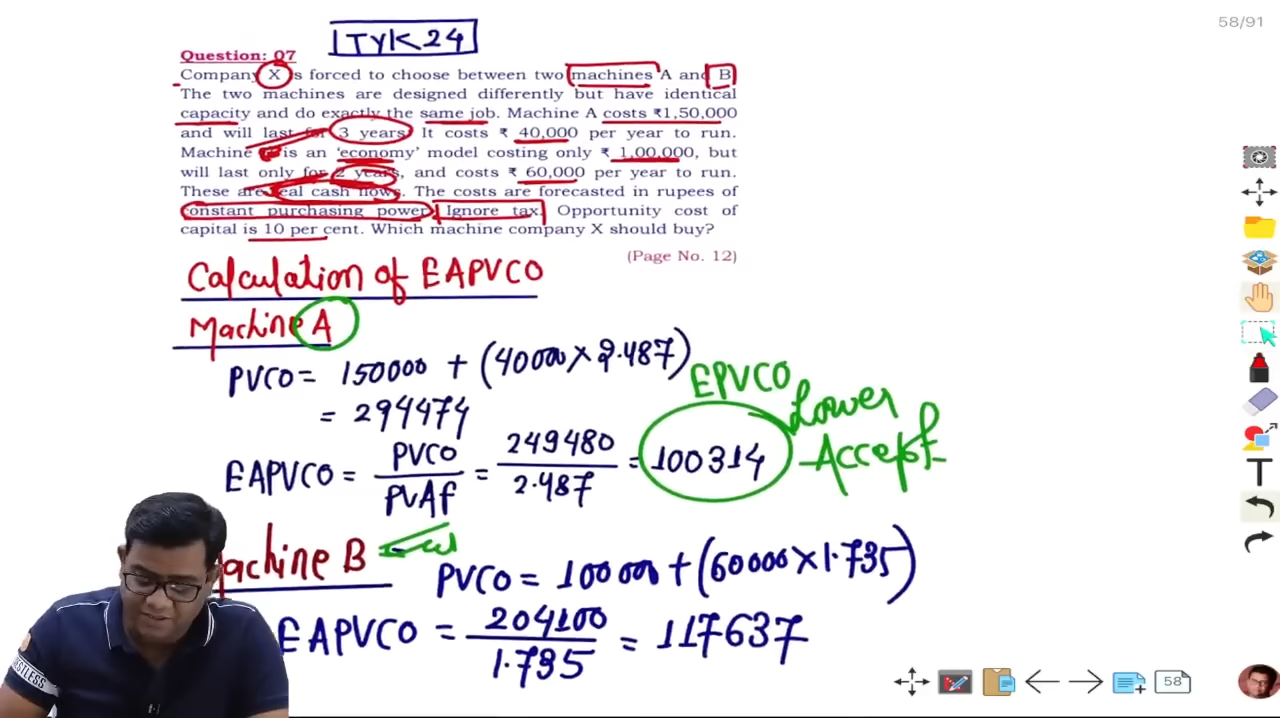 58/91
TYK 24
Question: 07
Company X is forced to choose between two machines A and B
The two machines are designed differently but have identical
capacity and do exactly the same job. Machine A costs ₹1,50,000
and will last for 3 years. It costs ₹ 40,000 per year to run.
Machine is an 'economy' model costing only ₹ 1,00,000, but
will last only for 2 years, and costs ₹ 60,000 per year to run.
These are real cash flows. The costs are forecasted in rupees of
constant purchasing power. Ignore tax. Opportunity cost of
capital is 10 per cent. Which machine company X should buy?
(Page No. 12)
Calculation of EAPVCO
Machine A
PVCO = 150000 + (40000 × 2.487)
= 294474
EAPVCO = PVCO / PVAF = 249480 / 2.487 = 100314
EPVCO
Lower
Accept
Machine B
PVCO = 100000 + (60000 × 1.735)
EAPVCO = 204100 / 1.735 = 117637
58